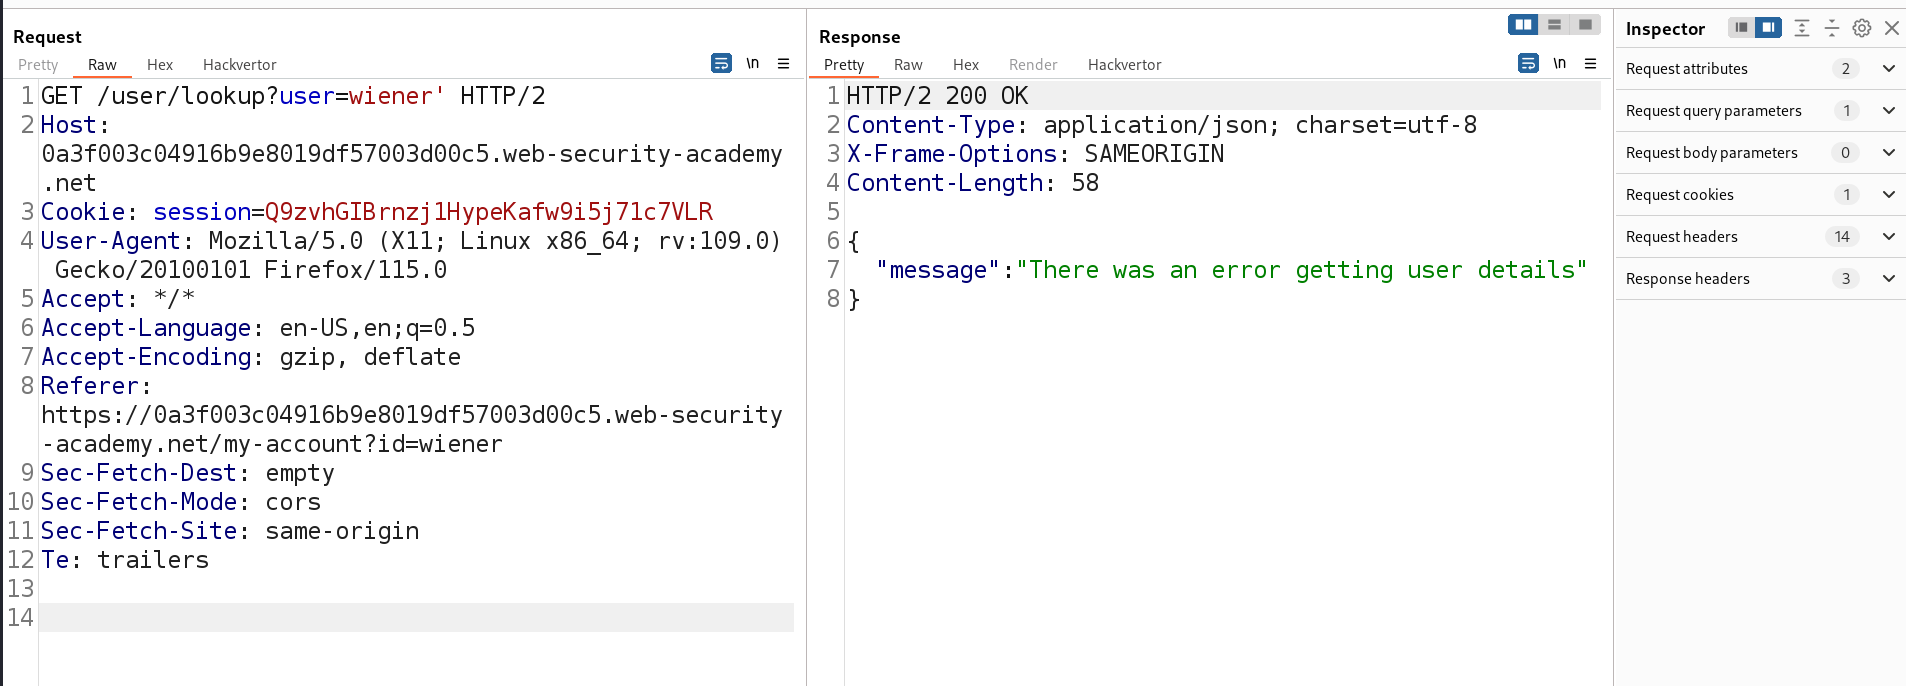 Request
Pretty Raw Hex Hackvertor
\n
1 GET /user/lookup?user=wiener' HTTP/2
2 Host:
0a3f003c04916b9e8019df57003d00c5.web-security-academy
.net
3 Cookie: session=Q9zvhGIBrnzj1HypeKafw9i5j71c7VLR
4 User-Agent: Mozilla/5.0 (X11; Linux x86_64; rv:109.0)
Gecko/20100101 Firefox/115.0
5 Accept: */*
6 Accept-Language: en-US,en;q=0.5
7 Accept-Encoding: gzip, deflate
8 Referer:
https://0a3f003c04916b9e8019df57003d00c5.web-security
-academy.net/my-account?id=wiener
9 Sec-Fetch-Dest: empty
10 Sec-Fetch-Mode: cors
11 Sec-Fetch-Site: same-origin
12 Te: trailers
13
14
Response
Pretty Raw Hex Render Hackvertor
\n
1 HTTP/2 200 OK
2 Content-Type: application/json; charset=utf-8
3 X-Frame-Options: SAMEORIGIN
4 Content-Length: 58
5
6 {
7 "message":"There was an error getting user details"
8 }
Inspector
Request attributes 2
Request query parameters 1
Request body parameters 0
Request cookies 1
Request headers 14
Response headers 3